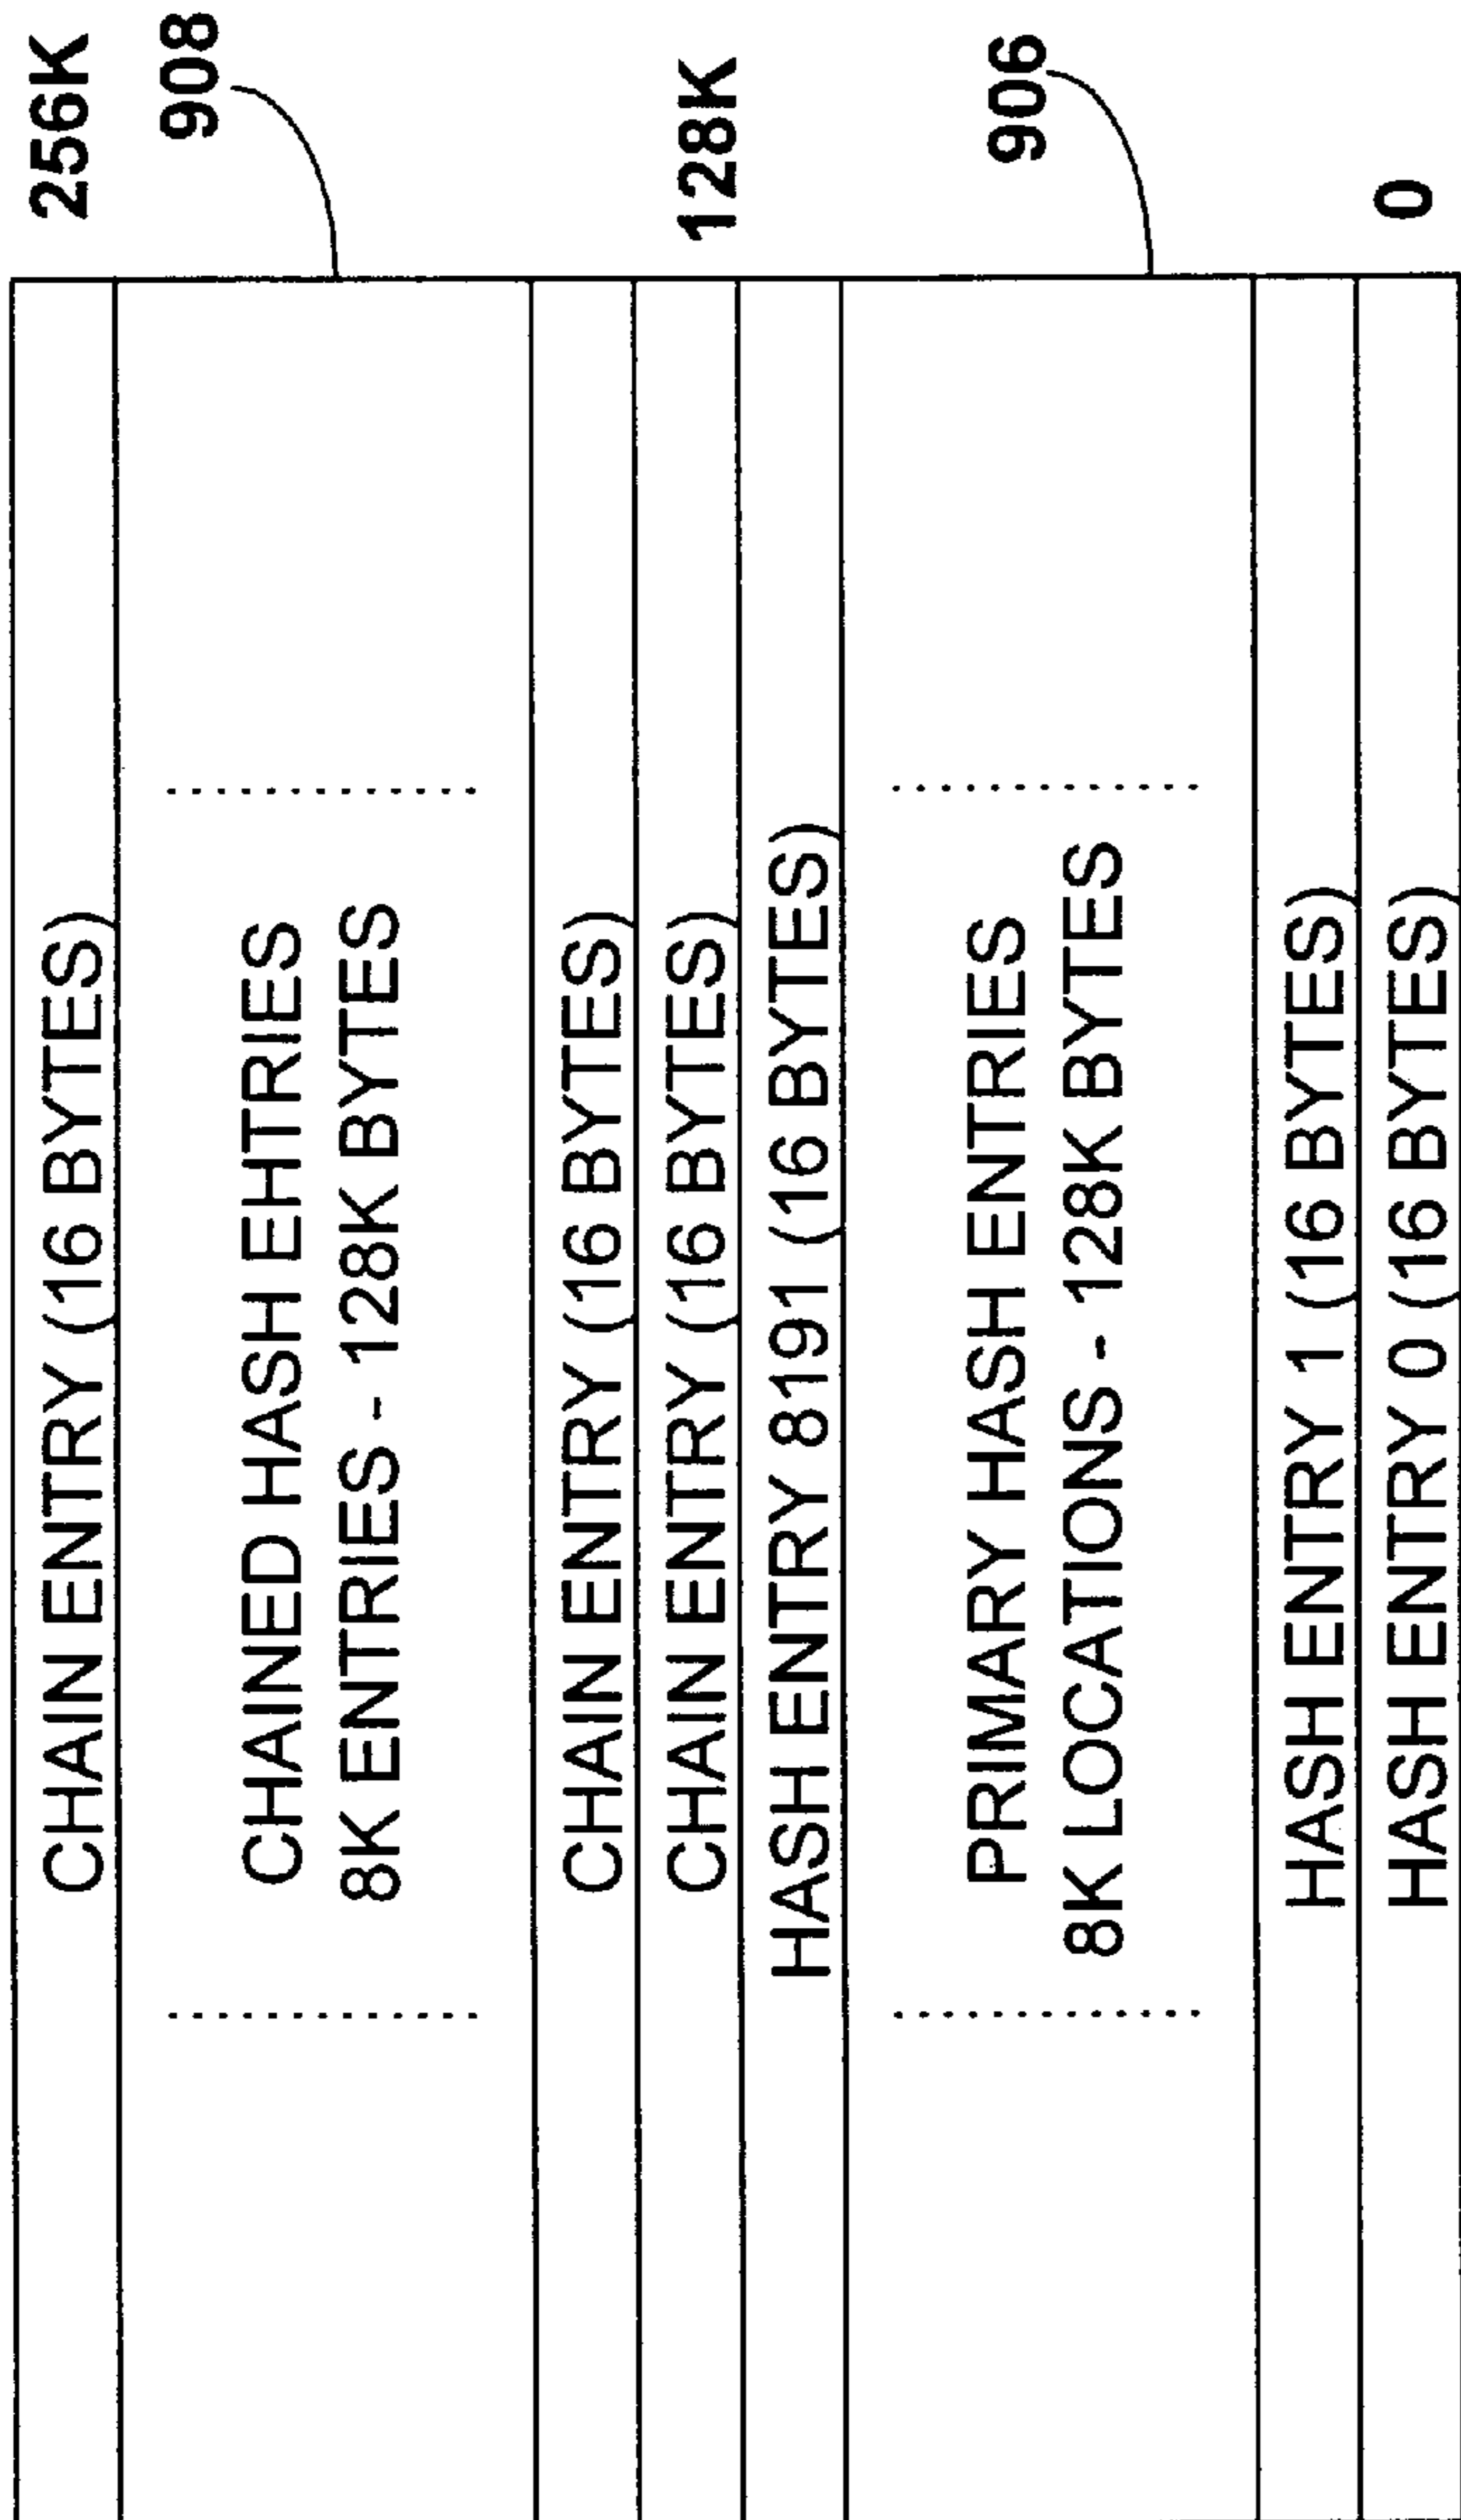 CHAIN ENTRY (16 BYTES)
256K
908
CHAINED HASH EHTRIES
8K ENTRIES - 128K BYTES
CHAIN ENTRY (16 BYTES)
CHAIN ENTRY (16 BYTES)
128K
HASH ENTRY 8191 (16 BYTES)
906
PRIMARY HASH ENTRIES
8K LOCATIONS - 128K BYTES
HASH ENTRY 1 (16 BYTES)
HASH ENTRY 0 (16 BYTES)
0